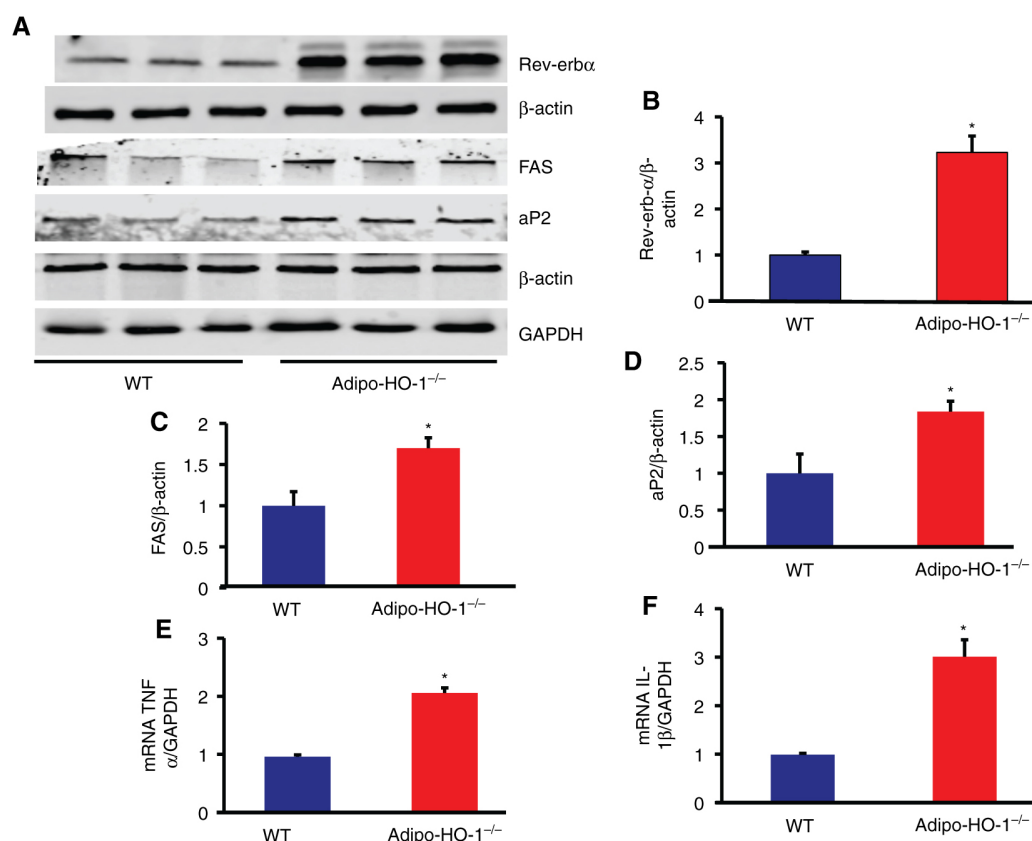 A
Rev-erbα
β-actin
FAS
aP2
β-actin
GAPDH
WT
Adipo-HO-1⁻/⁻
B
Rev-erb-α/β-
actin
4
3
2
1
0
*
WT
Adipo-HO-1⁻/⁻
C
FAS/β-actin
2
1.5
1
0.5
0
*
WT
Adipo-HO-1⁻/⁻
D
aP2/β-actin
2.5
2
1.5
1
0.5
0
*
WT
Adipo-HO-1⁻/⁻
E
mRNA TNF
α/GAPDH
3
2
1
0
*
WT
Adipo-HO-1⁻/⁻
F
mRNA IL-
1β/GAPDH
4
3
2
1
0
*
WT
Adipo-HO-1⁻/⁻